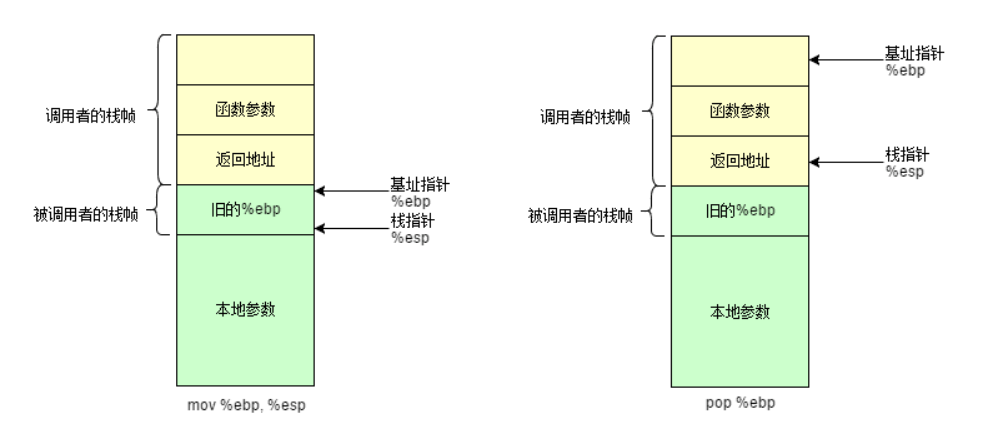 调用者的栈帧
函数参数
返回地址
被调用者的栈帧
旧的%ebp
基址指针
%ebp
栈指针
%esp
本地参数
mov %ebp, %esp
基址指针
%ebp
调用者的栈帧
函数参数
返回地址
栈指针
%esp
被调用者的栈帧
旧的%ebp
本地参数
pop %ebp